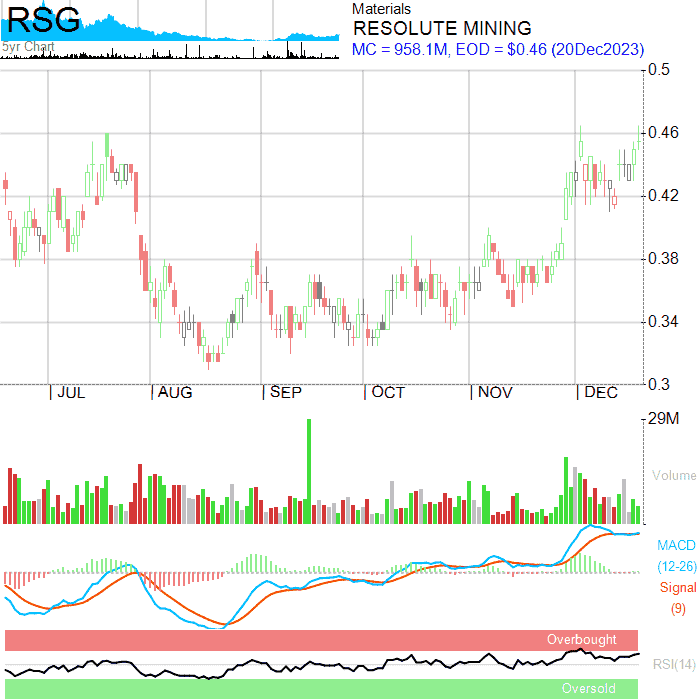 RSG
5yr Chart
Materials
RESOLUTE MINING
MC = 958.1M, EOD = $0.46 (20Dec2023)
0.5
0.46
0.42
0.38
0.34
0.3
JUL AUG SEP OCT NOV DEC
29M
Volume
MACD
(12-26)
Signal
(9)
Overbought
RSI(14)
Oversold